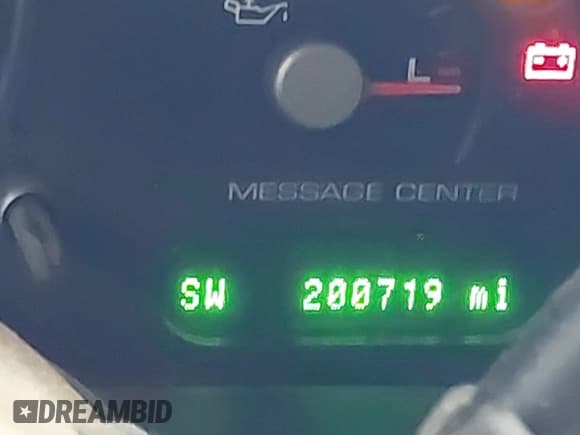 L
MESSAGE CENTER
SW 200719 mi
DREAMBID